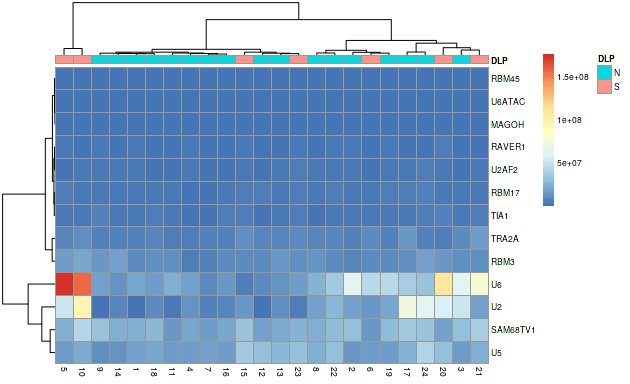 DLP
DLP
N
S
1.5e+08
1e+08
5e+07
RBM45
U6ATAC
MAGOH
RAVER1
U2AF2
RBM17
TIA1
TRA2A
RBM3
U6
U2
SAM68TV1
U5
5 10 9 14 1 18 11 4 7 16 15 12 13 23 8 22 2 6 19 17 24 20 3 21